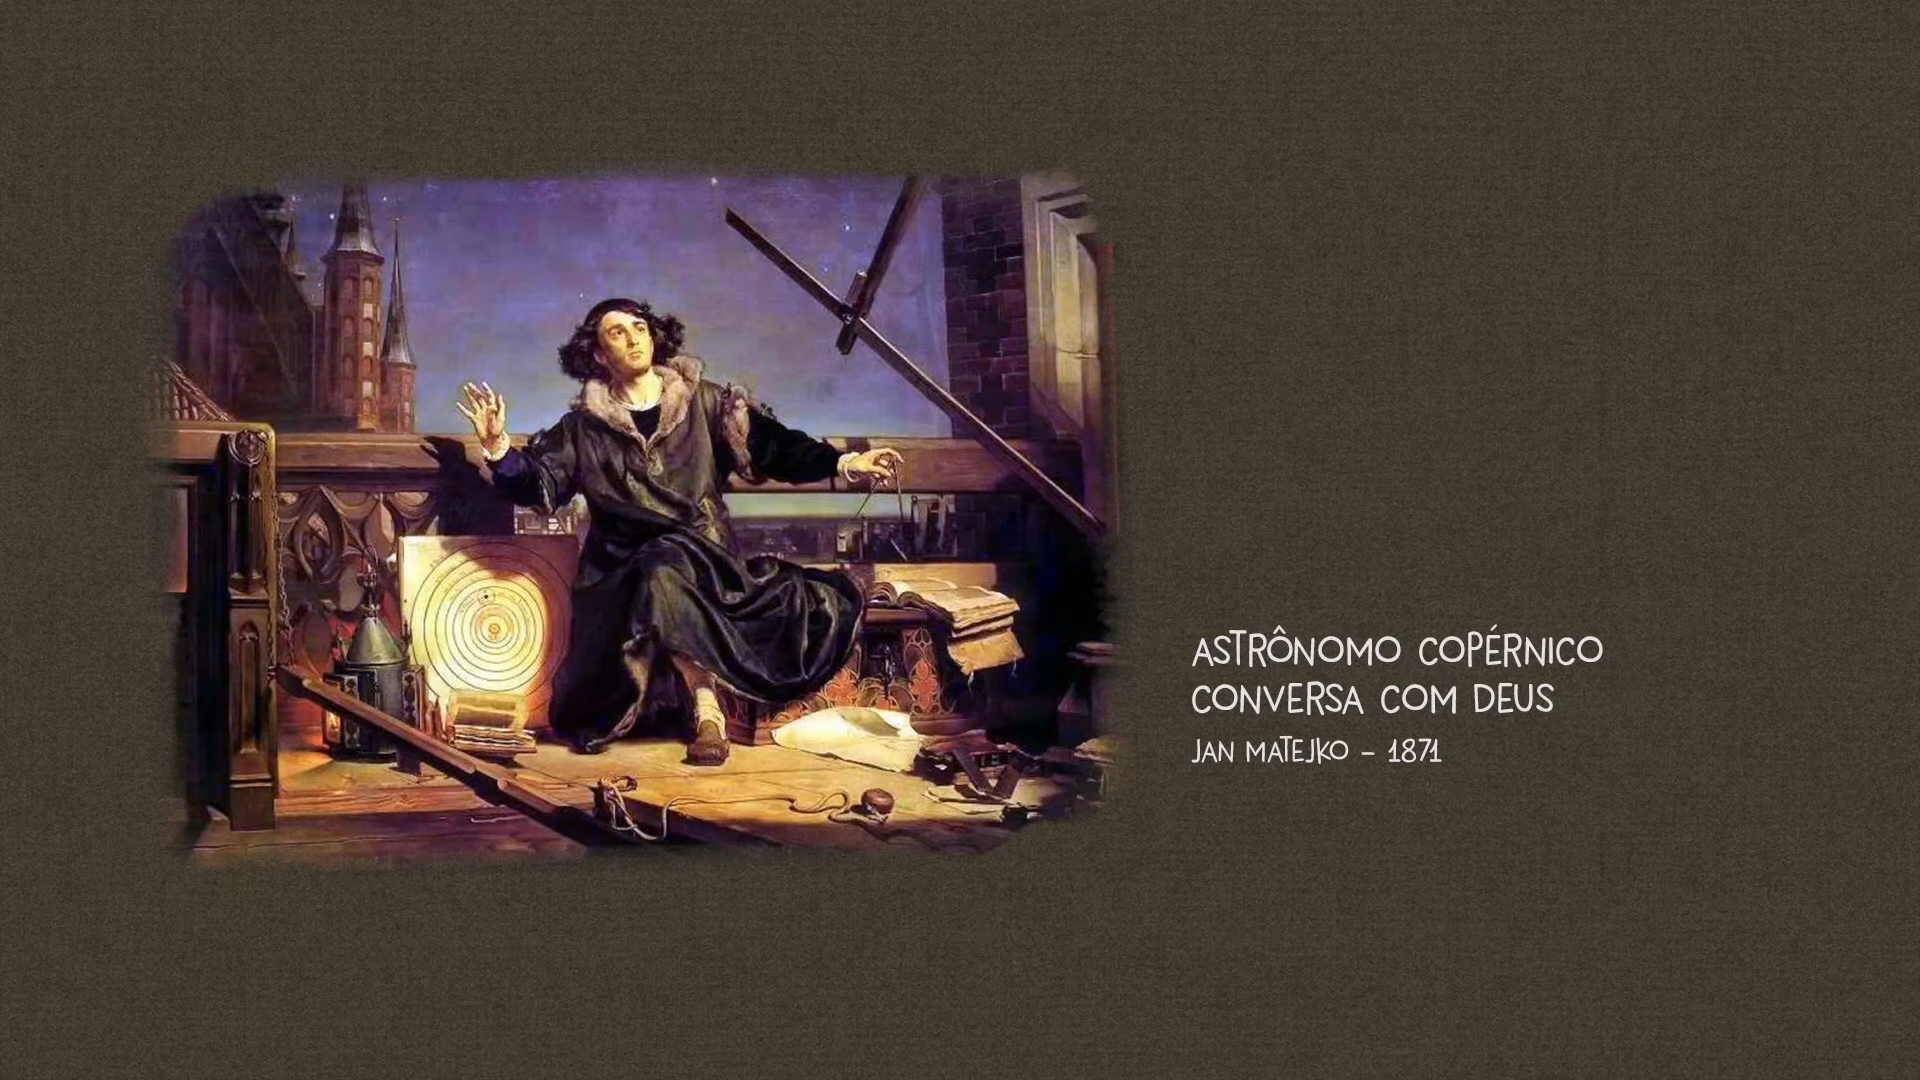 ASTRÔNOMO COPÉRNICO
CONVERSA COM DEUS
JAN MATEJKO – 1871